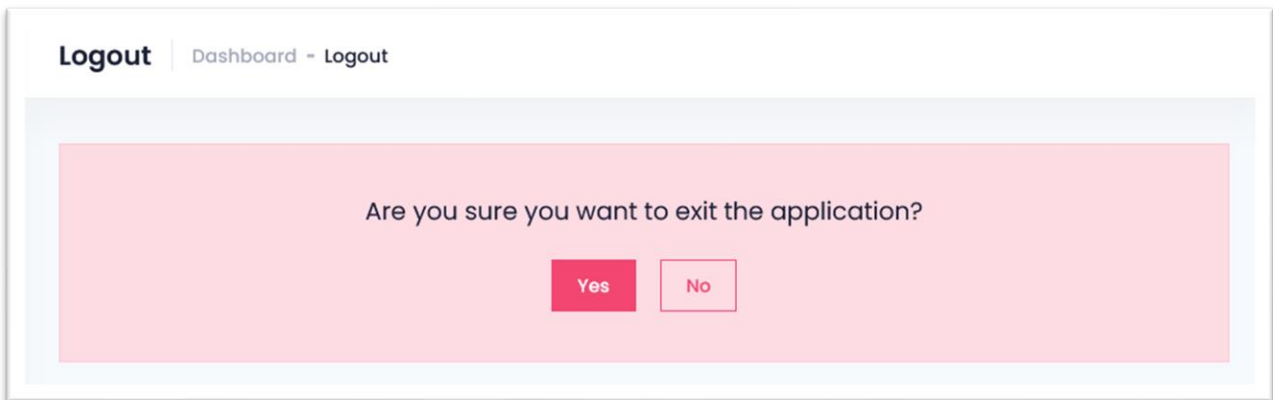 Logout Dashboard - Logout
Are you sure you want to exit the application?
Yes No